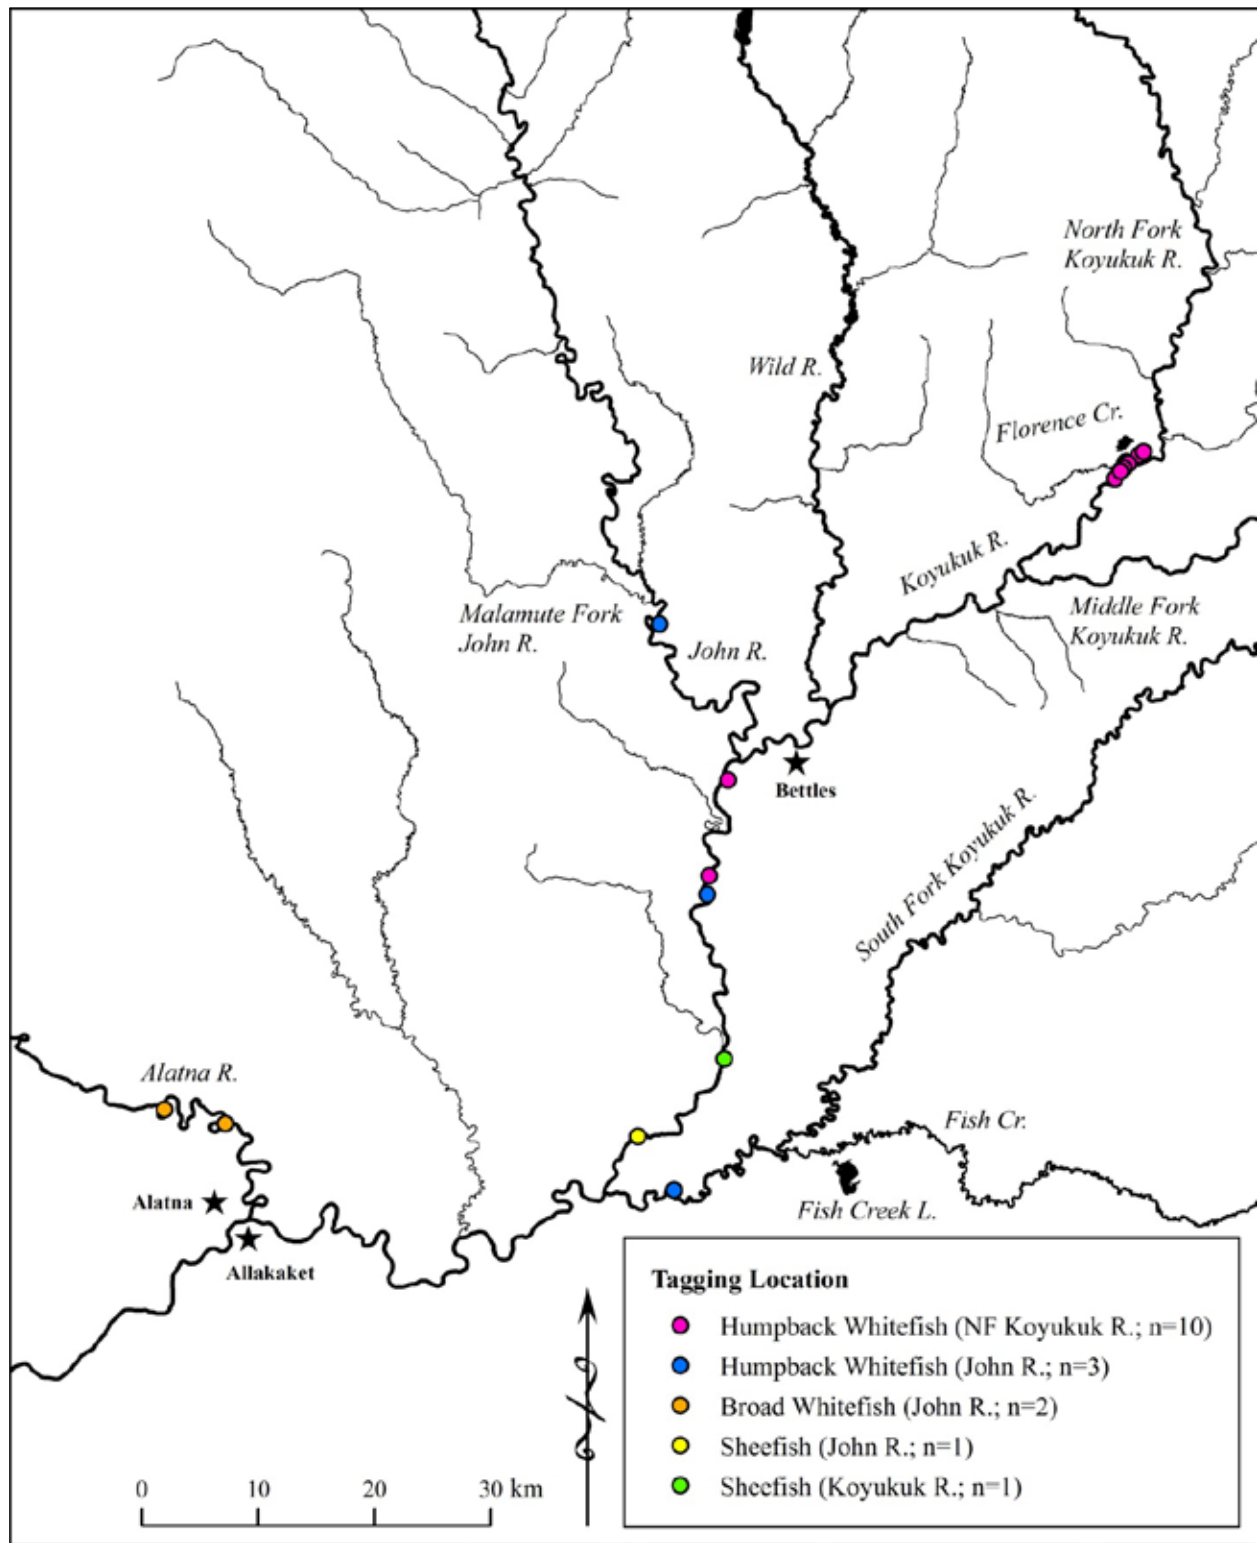 North Fork
Koyukuk R.
Wild R.
Florence Cr.
Koyukuk R.
Malamute Fork
John R.
John R.
Middle Fork
Koyukuk R.
Bettles
South Fork Koyukuk R.
Alatna R.
Fish Cr.
Alatna
Fish Creek L.
Allakaket
Tagging Location
Humpback Whitefish (NF Koyukuk R.; n=10)
Humpback Whitefish (John R.; n=3)
Broad Whitefish (John R.; n=2)
Sheefish (John R.; n=1)
Sheefish (Koyukuk R.; n=1)
N
0 10 20 30 km